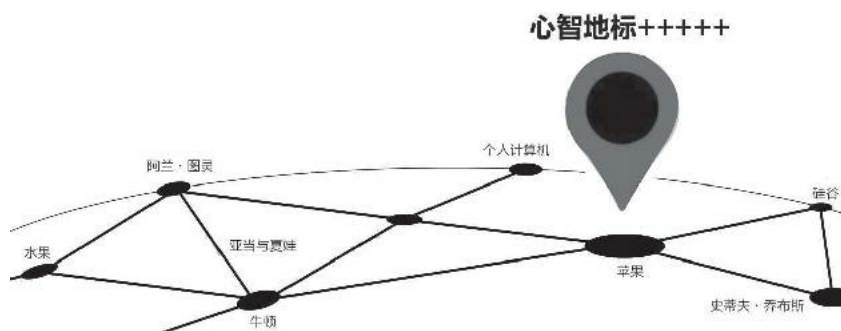 心智地标+++++
个人计算机
阿兰·图灵
硅谷
水果
亚当与夏娃
苹果
史蒂夫·乔布斯
牛顿